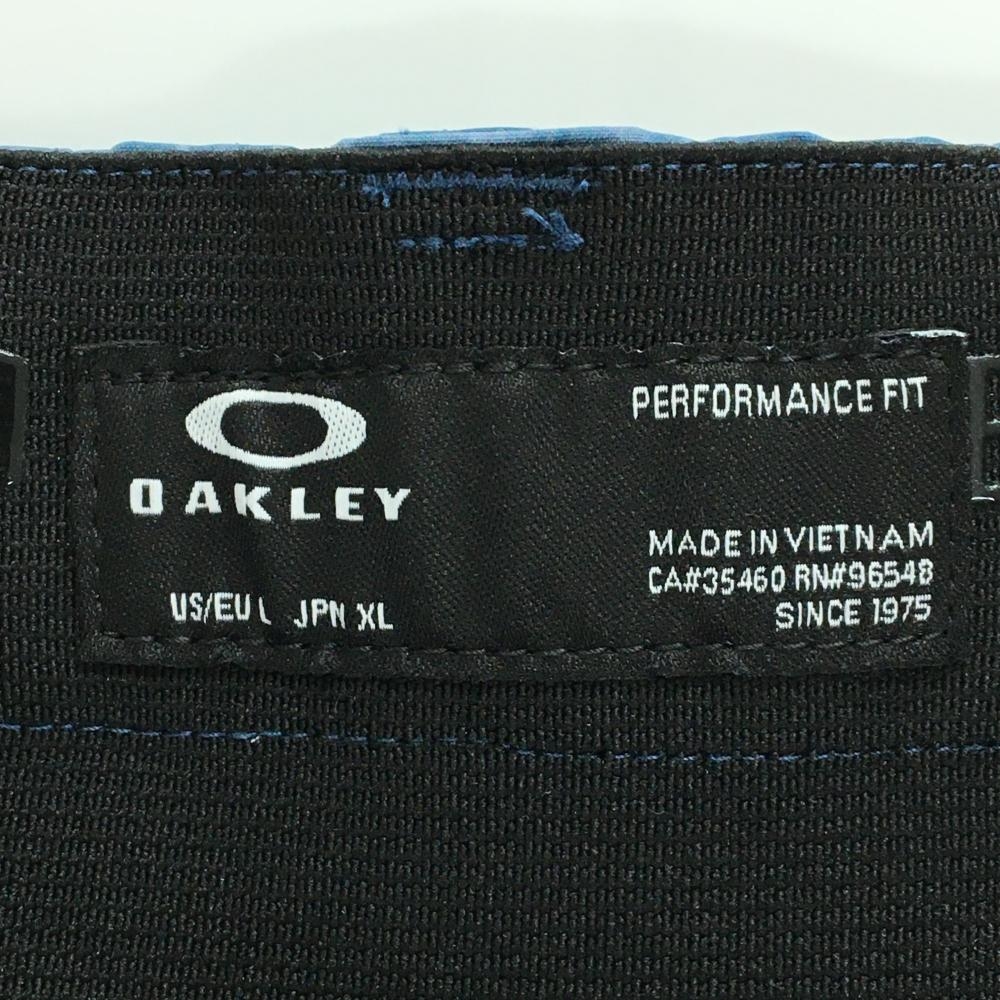 OAKLEY
US/EU L JPN XL
PERFORMANCE FIT
MADE IN VIETNAM
CA#35460 RN#96548
SINCE 1975